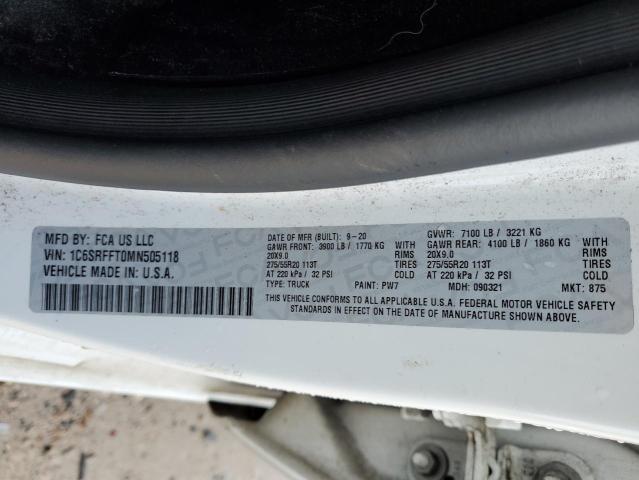 MFD BY: FCA US LLC
VIN: 1C6SRFFT0MN505118
VEHICLE MADE IN U.S.A.
DATE OF MFR (BUILT): 9-20 GVWR: 7100 LB / 3221 KG
GAWR FRONT: 3900 LB / 1770 KG GAWR REAR: 4100 LB / 1860 KG
20X9.0 RIMS 20X9.0 RIMS
275/55R20 113T TIRES 275/55R20 113T TIRES
AT 220 kPa / 32 PSI COLD AT 220 kPa / 32 PSI COLD
TYPE: TRUCK PAINT: PW7 MDH: 090321 MKT: 875
THIS VEHICLE CONFORMS TO ALL APPLICABLE U.S.A. FEDERAL MOTOR VEHICLE SAFETY
STANDARDS IN EFFECT ON THE DATE OF MANUFACTURE SHOWN ABOVE.